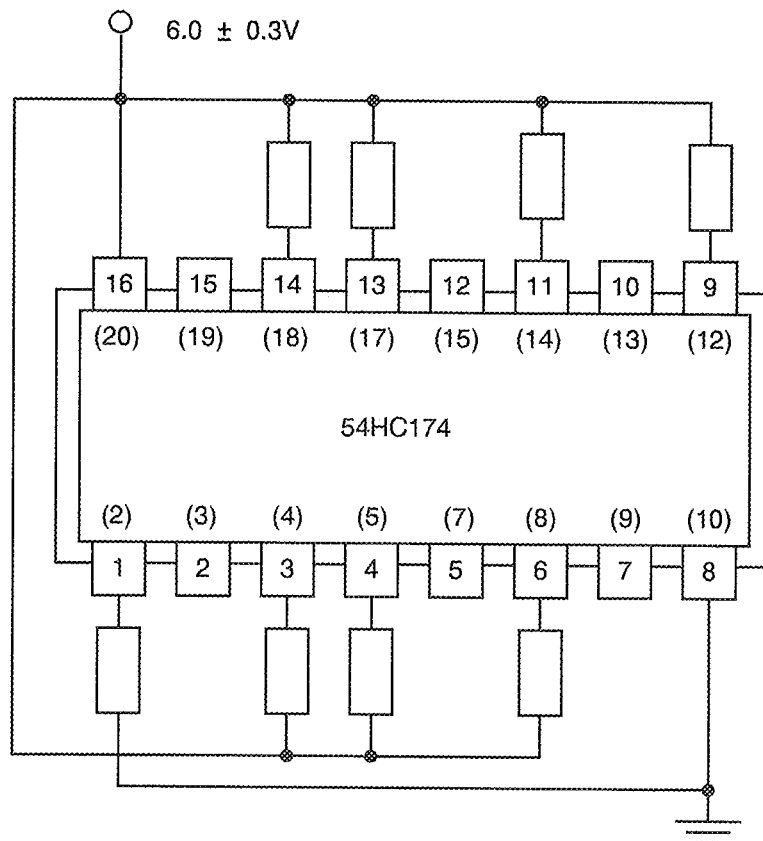 6.0 ± 0.3V
16 15 14 13 12 11 10 9
(20) (19) (18) (17) (15) (14) (13) (12)
54HC174
(2) (3) (4) (5) (7) (8) (9) (10)
1 2 3 4 5 6 7 8